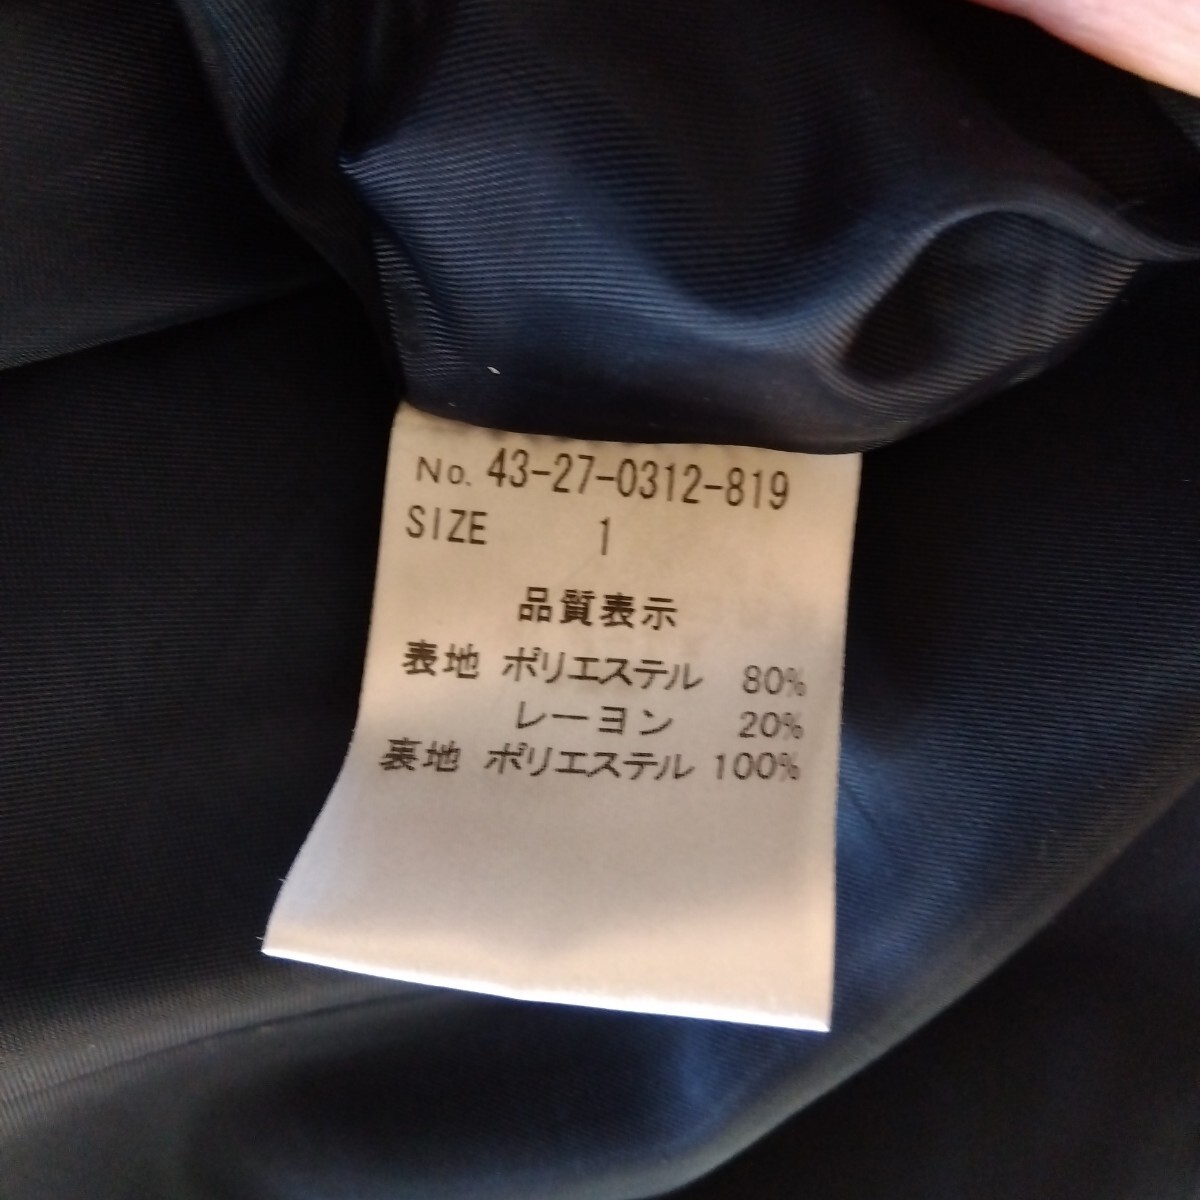 No. 43-27-0312-819
SIZE 1
品質表示
表地 ポリエステル 80%
レーヨン 20%
裏地 ポリエステル 100%